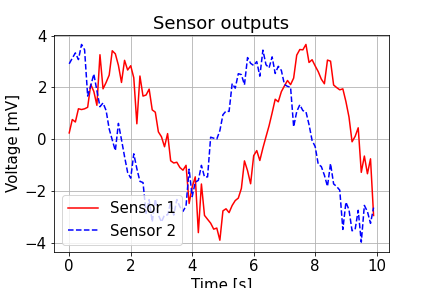 Sensor outputs
Voltage [mV]
4
2
0
−2
−4
Sensor 1
Sensor 2
0
2
4
6
8
10
Time [s]